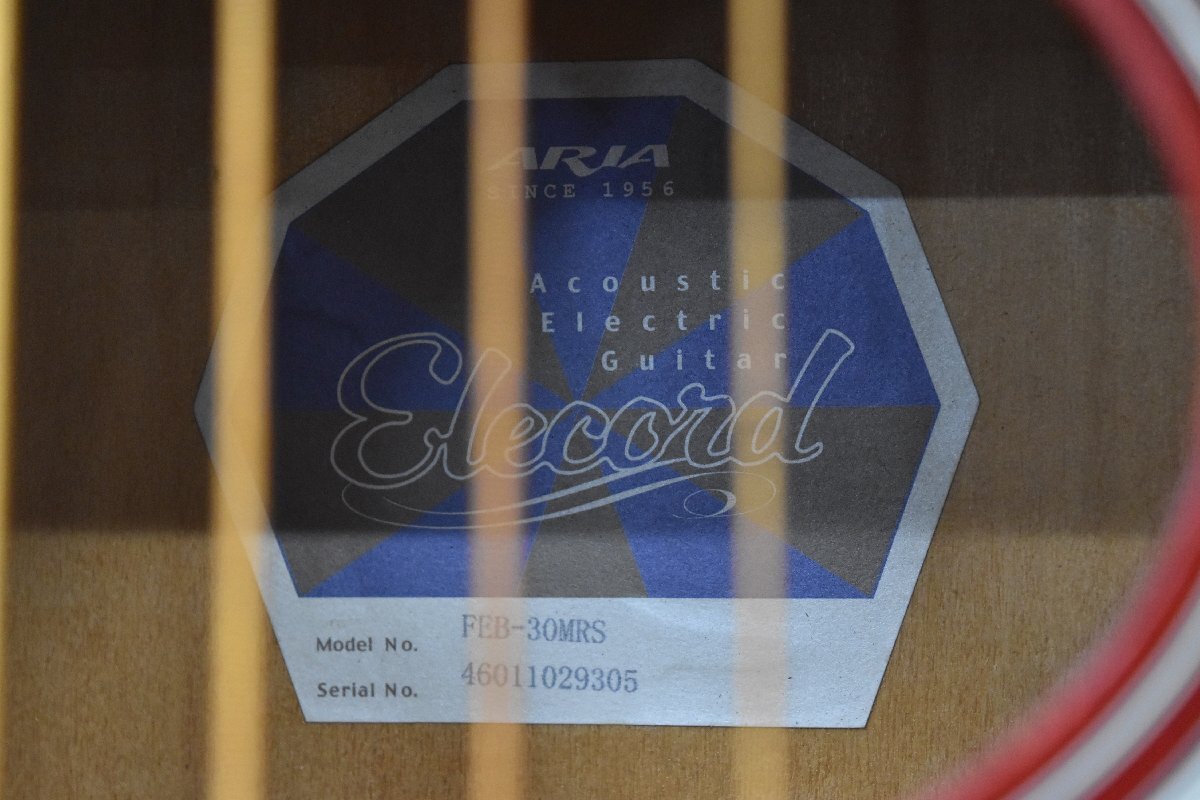 ARIA
SINCE 1956
Acoustic
Electric
Guitar
Elecord
Model No. FEB-30MRS
Serial No. 46011029305